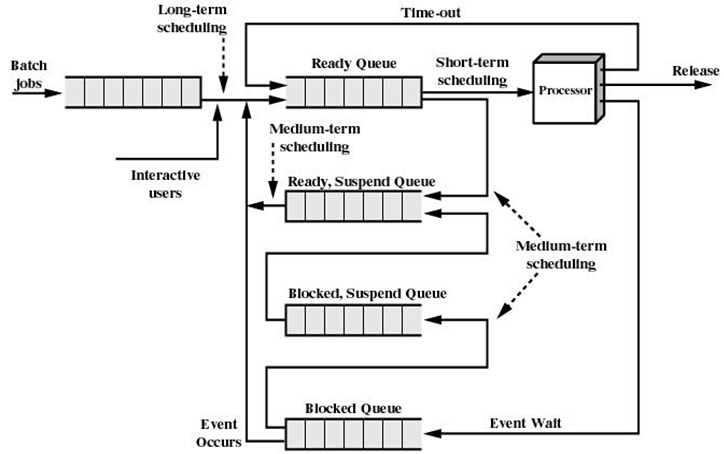 Long-term
scheduling
Time-out
Batch
jobs
Ready Queue
Short-term
scheduling
Processor
Release
Interactive
users
Medium-term
scheduling
Ready, Suspend Queue
Medium-term
scheduling
Blocked, Suspend Queue
Blocked Queue
Event
Occurs
Event Wait